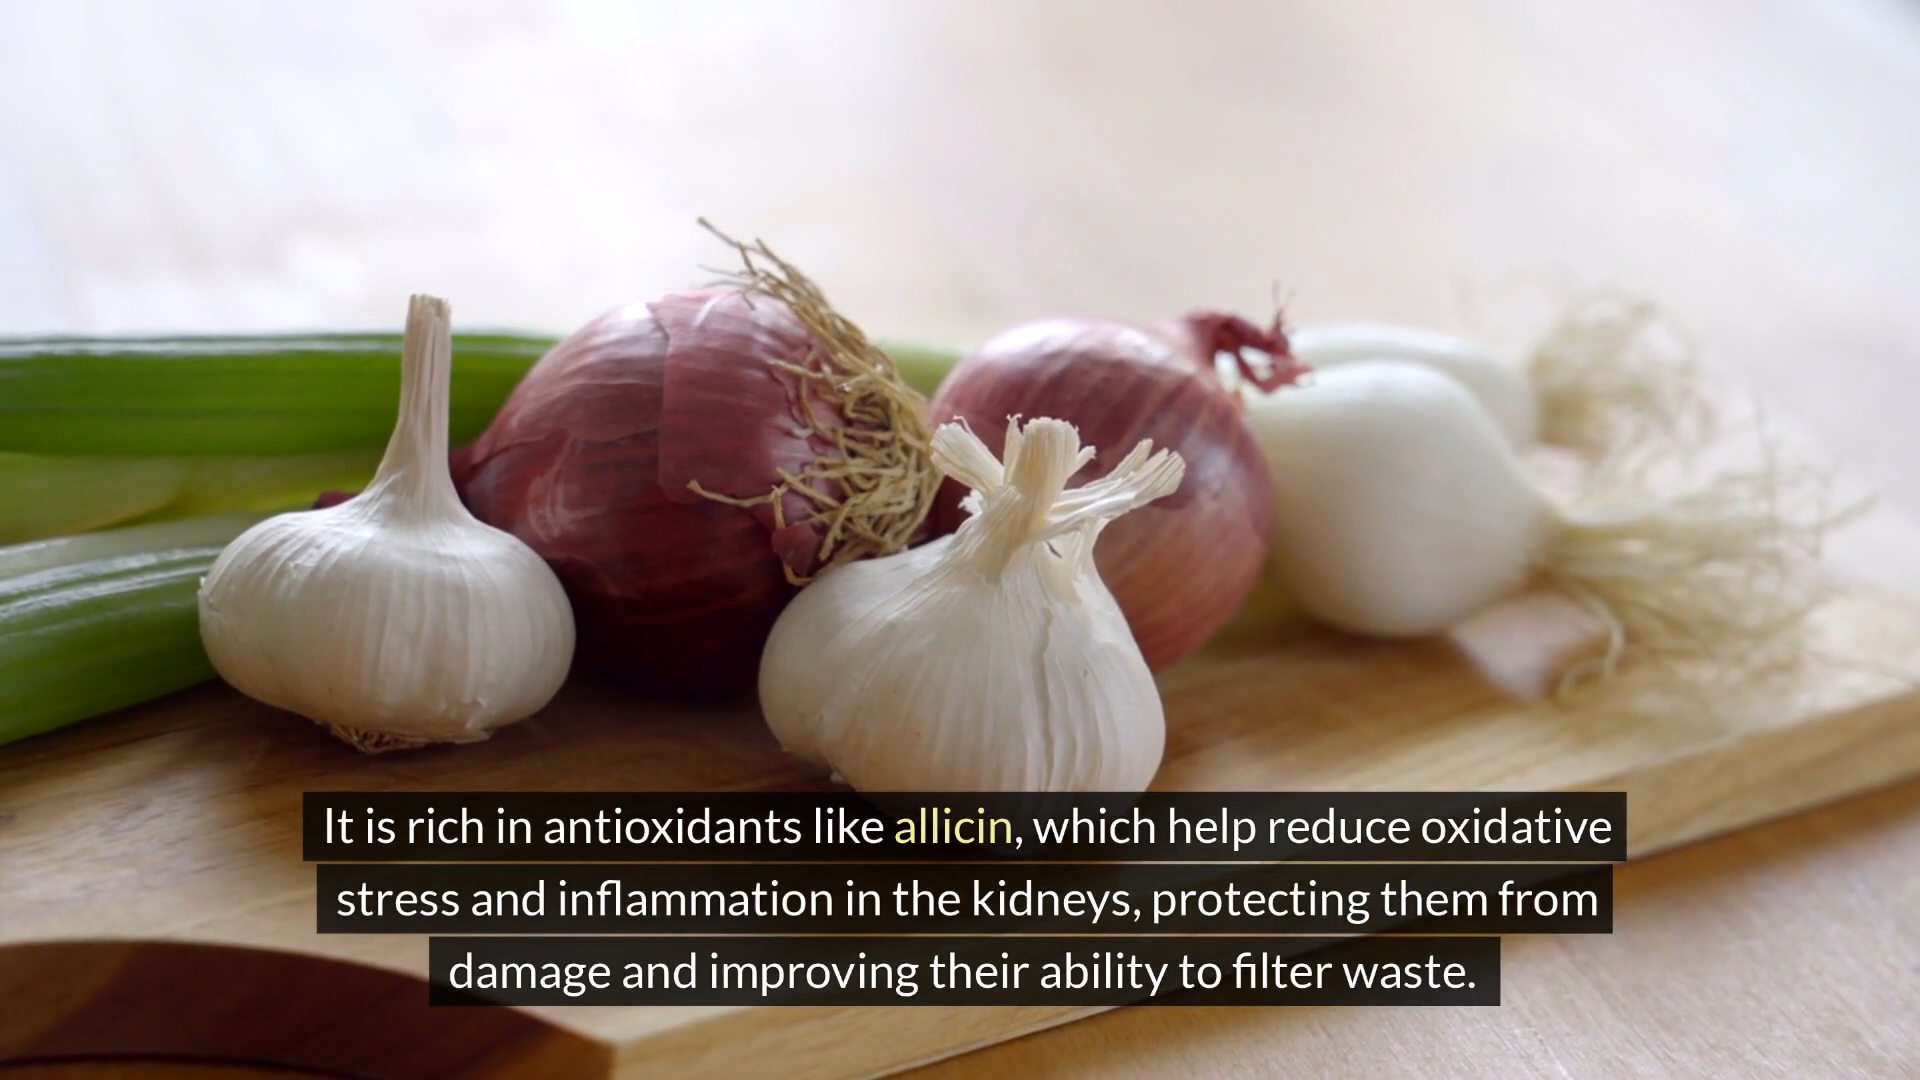 It is rich in antioxidants like allicin, which help reduce oxidative
stress and inflammation in the kidneys, protecting them from
damage and improving their ability to filter waste.